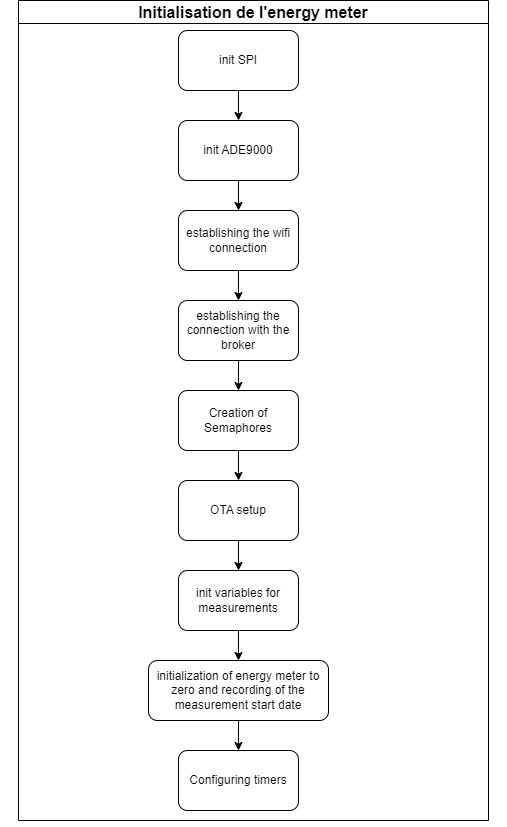 Initialisation de l'energy meter
init SPI
init ADE9000
establishing the wifi
connection
establishing the
connection with the
broker
Creation of
Semaphores
OTA setup
init variables for
measurements
initialization of energy meter to
zero and recording of the
measurement start date
Configuring timers